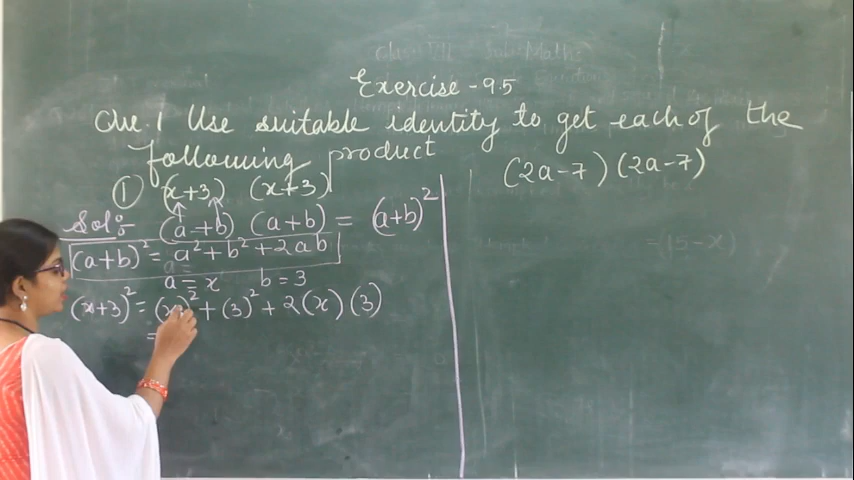 Exercise - 9.5
Que.1 Use suitable identity to get each of the
following product
① (x+3) (x+3)
Sol: (a+b) (a+b) = (a+b)²
(a+b)² = a² + b² + 2ab
a = x b = 3
(x+3)² = (x)² + (3)² + 2(x)(3)
=
(2a-7)(2a-7)
=(15-x)